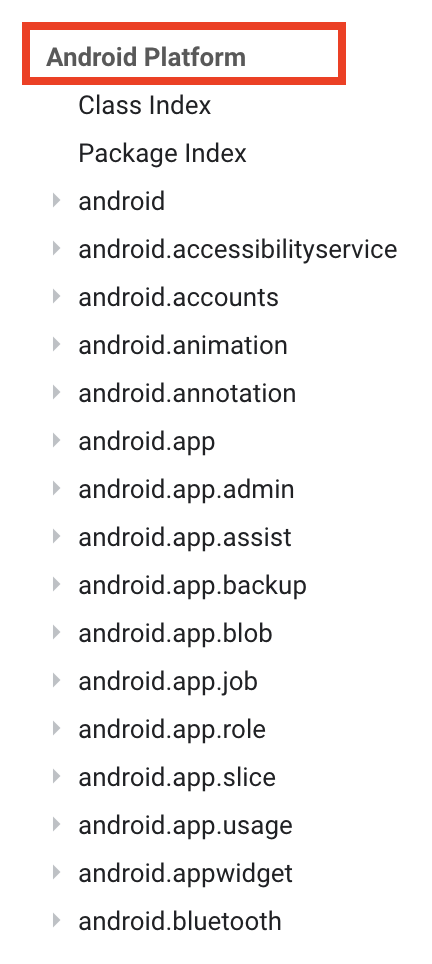 Android Platform
Class Index
Package Index
android
android.accessibilityservice
android.accounts
android.animation
android.annotation
android.app
android.app.admin
android.app.assist
android.app.backup
android.app.blob
android.app.job
android.app.role
android.app.slice
android.app.usage
android.appwidget
android.bluetooth